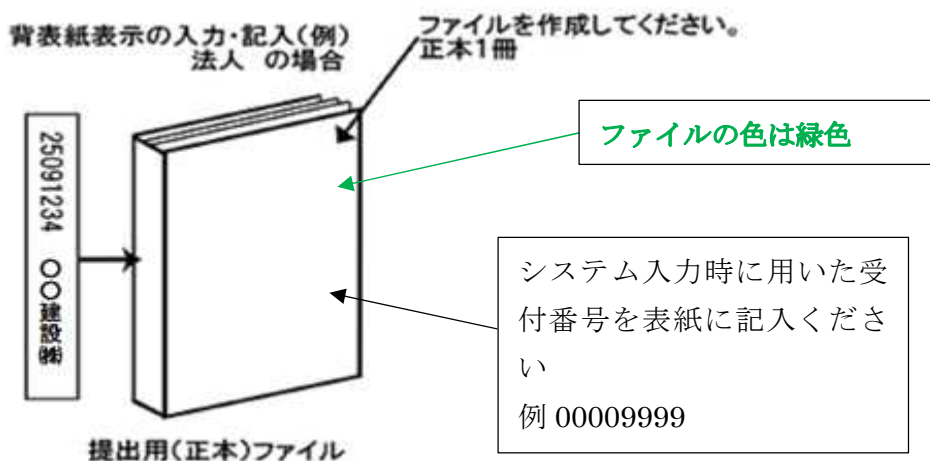 背表紙表示の入力・記入(例)
法人 の場合
ファイルを作成してください。
正本1冊
ファイルの色は緑色
25091234 〇〇建設㈱
システム入力時に用いた受
付番号を表紙に記入くださ
い
例 00009999
提出用(正本)ファイル